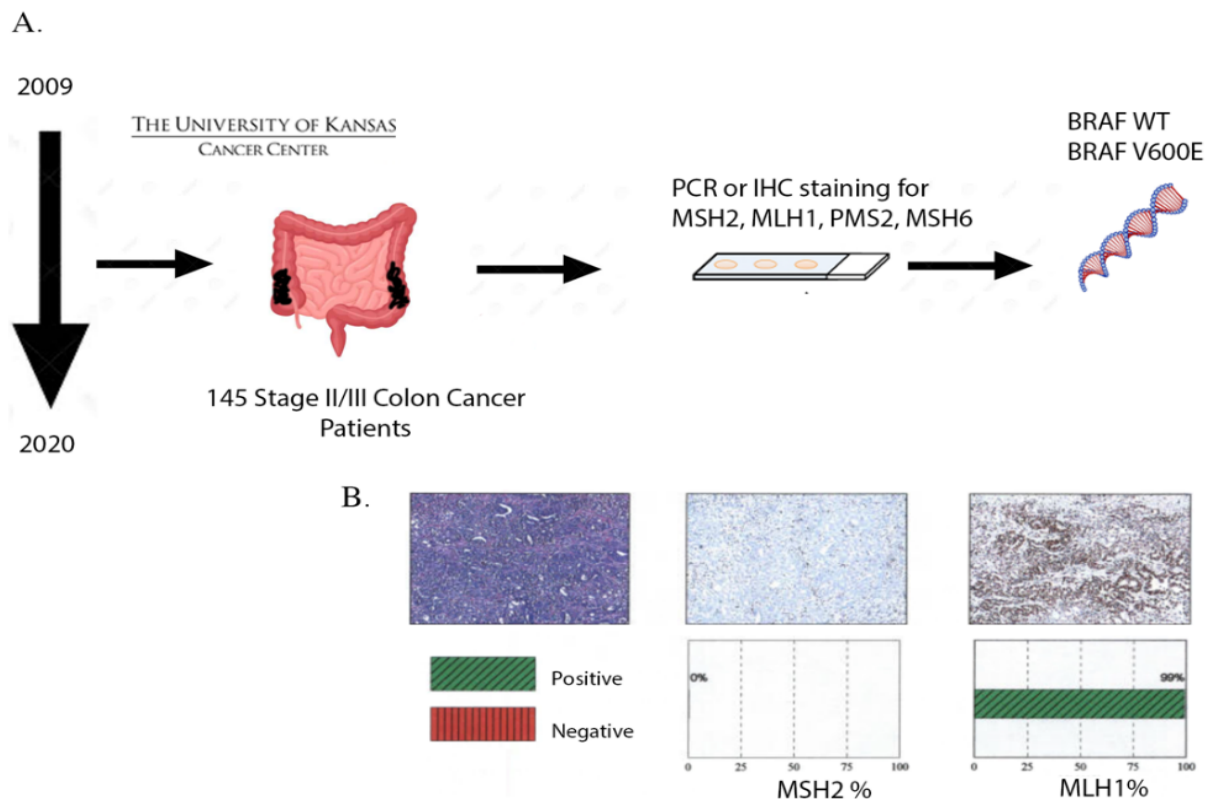 A.
2009
THE UNIVERSITY OF KANSAS
CANCER CENTER
BRAF WT
BRAF V600E
PCR or IHC staining for
MSH2, MLH1, PMS2, MSH6
145 Stage II/III Colon Cancer
Patients
2020
B.
Positive
Negative
0%
0 25 50 75 100
MSH2 %
99%
0 25 50 75 100
MLH1%